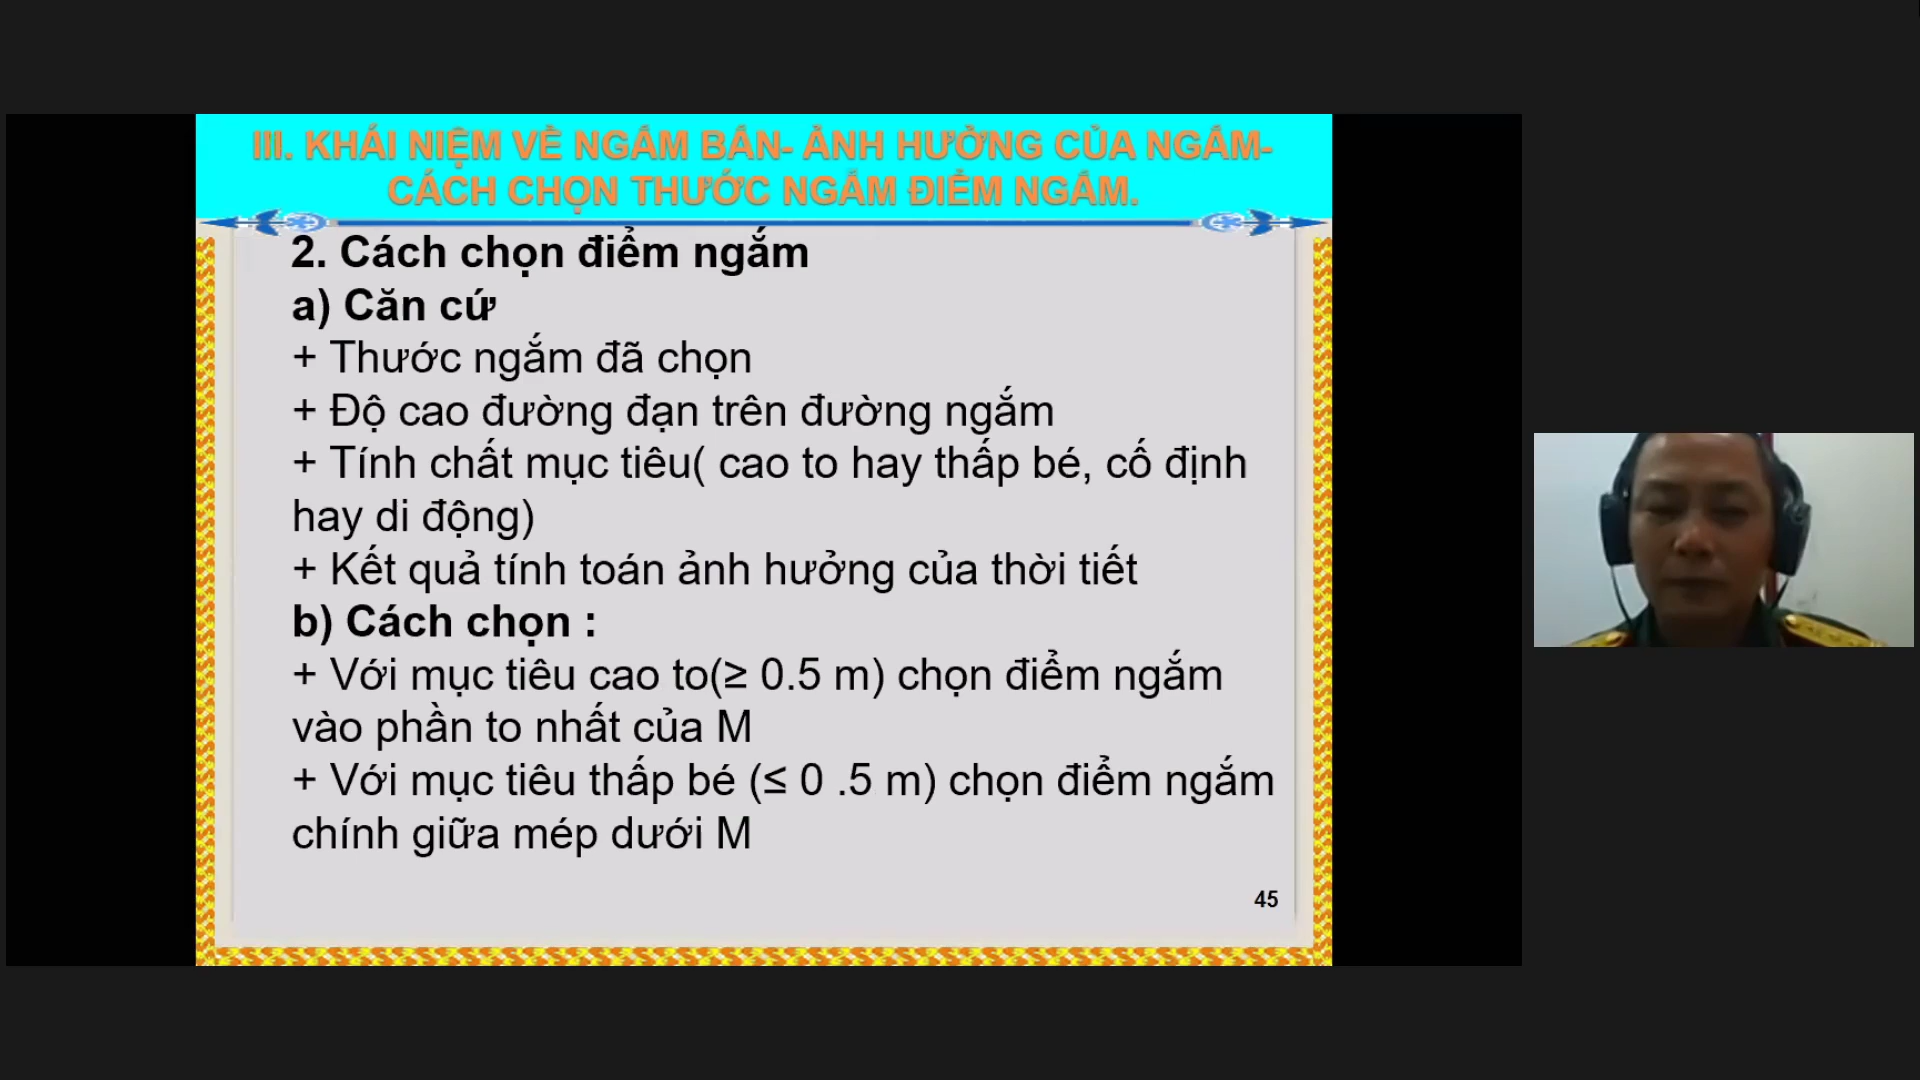 III. KHÁI NIỆM VỀ NGẮM BẮN- ẢNH HƯỞNG CỦA NGẮM-
CÁCH CHỌN THƯỚC NGẮM ĐIỂM NGẮM.
2. Cách chọn điểm ngắm
a) Căn cứ
+ Thước ngắm đã chọn
+ Độ cao đường đạn trên đường ngắm
+ Tính chất mục tiêu( cao to hay thấp bé, cố định
hay di động)
+ Kết quả tính toán ảnh hưởng của thời tiết
b) Cách chọn :
+ Với mục tiêu cao to(≥ 0.5 m) chọn điểm ngắm
vào phần to nhất của M
+ Với mục tiêu thấp bé (≤ 0 .5 m) chọn điểm ngắm
chính giữa mép dưới M
45